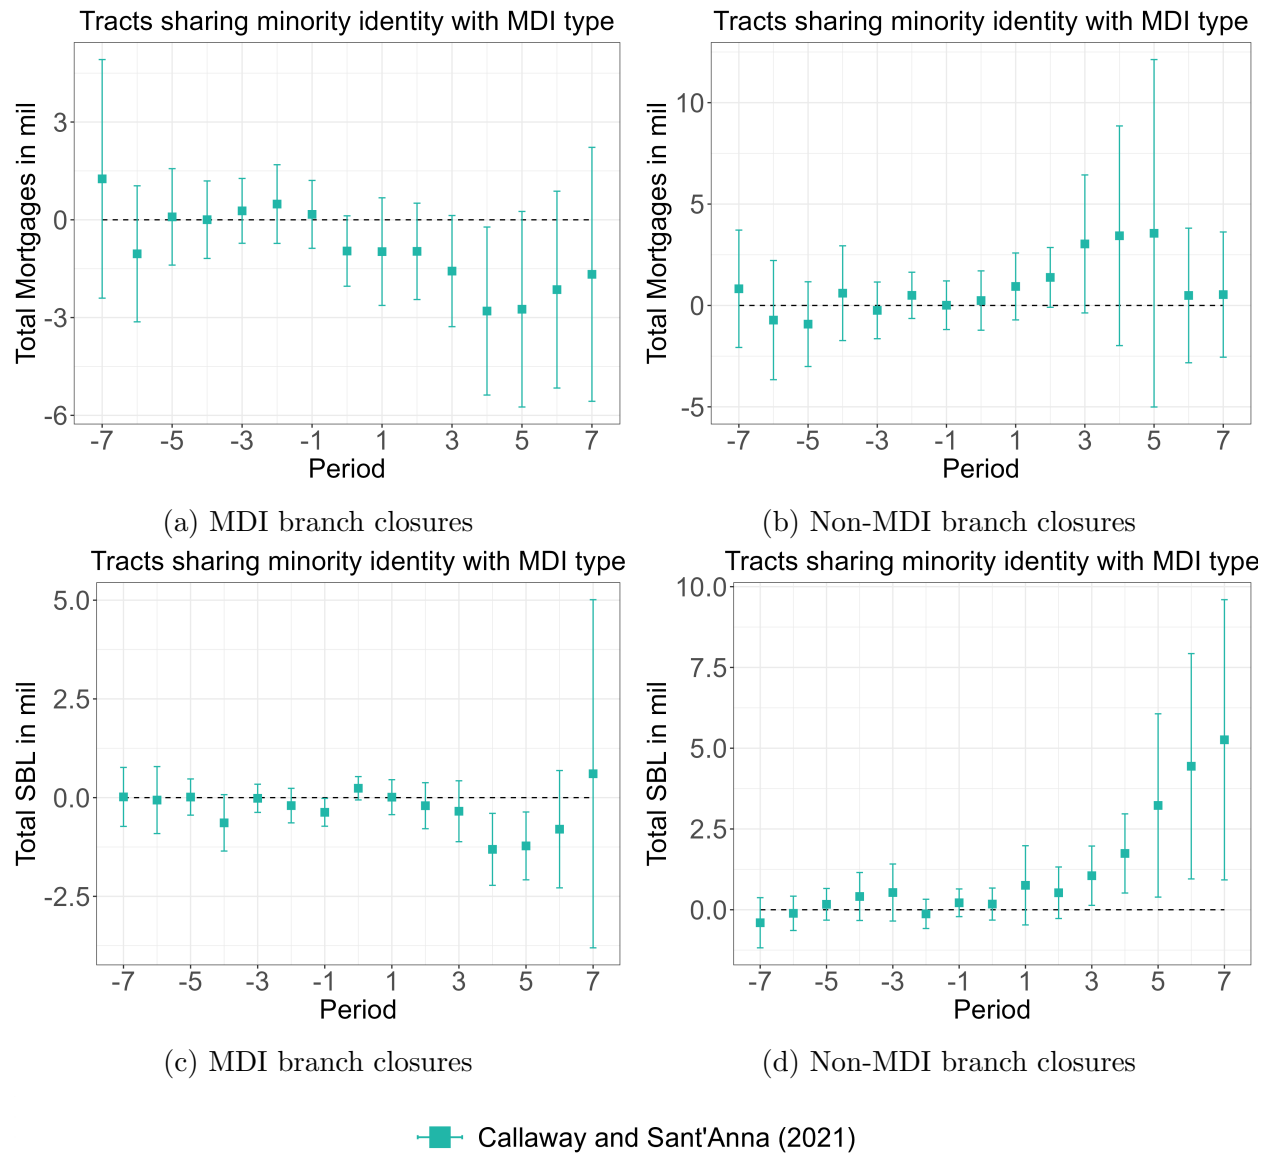 Tracts sharing minority identity with MDI type
Total Mortgages in mil
3
0
-3
-6
-7 -5 -3 -1 1 3 5 7
Period
(a) MDI branch closures
Tracts sharing minority identity with MDI type
Total Mortgages in mil
10
5
0
-5
-7 -5 -3 -1 1 3 5 7
Period
(b) Non-MDI branch closures
Tracts sharing minority identity with MDI type
Total SBL in mil
5.0
2.5
0.0
-2.5
-7 -5 -3 -1 1 3 5 7
Period
(c) MDI branch closures
Tracts sharing minority identity with MDI type
Total SBL in mil
10.0
7.5
5.0
2.5
0.0
-7 -5 -3 -1 1 3 5 7
Period
(d) Non-MDI branch closures
Callaway and Sant'Anna (2021)